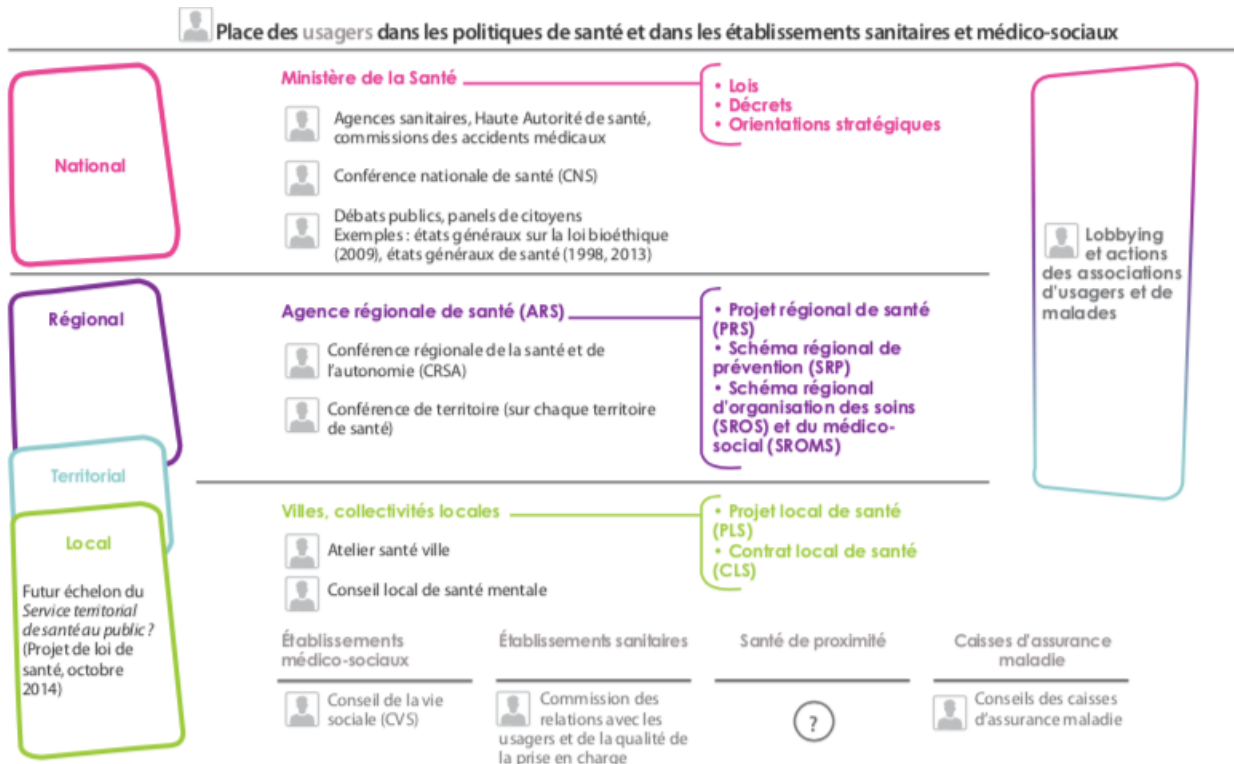 Place des usagers dans les politiques de santé et dans les établissements sanitaires et médico-sociaux
National
Ministère de la Santé
• Lois
• Décrets
• Orientations stratégiques
Agences sanitaires, Haute Autorité de santé,
commissions des accidents médicaux
Conférence nationale de santé (CNS)
Débats publics, panels de citoyens
Exemples : états généraux sur la loi bioéthique
(2009), états généraux de santé (1998, 2013)
Lobbying
et actions
des associations
d'usagers et de
malades
Régional
Agence régionale de santé (ARS)
• Projet régional de santé
(PRS)
• Schéma régional de
prévention (SRP)
• Schéma régional
d'organisation des soins
(SROS) et du médico-
social (SROMS)
Conférence régionale de la santé et de
l'autonomie (CRSA)
Conférence de territoire (sur chaque territoire
de santé)
Territorial
Local
Futur échelon du
Service territorial
de santé au public ?
(Projet de loi de
santé, octobre
2014)
Villes, collectivités locales
• Projet local de santé
(PLS)
• Contrat local de santé
(CLS)
Atelier santé ville
Conseil local de santé mentale
Établissements
médico-sociaux
Conseil de la vie
sociale (CVS)
Établissements sanitaires
Commission des
relations avec les
usagers et de la qualité de
la prise en charge
Santé de proximité
?
Caisses d'assurance
maladie
Conseils des caisses
d'assurance maladie